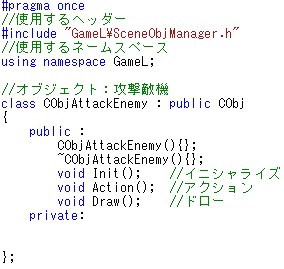 #pragma once
//使用するヘッダー
#include "GameL¥SceneObjManager.h"
//使用するネームスペース
using namespace GameL;
//オブジェクト：攻撃敵機
class CObjAttackEnemy : public CObj
{
public :
CObjAttackEnemy(){};
~CObjAttackEnemy(){};
void Init(); //イニシャライズ
void Action(); //アクション
void Draw(); //ドロー
private:
};